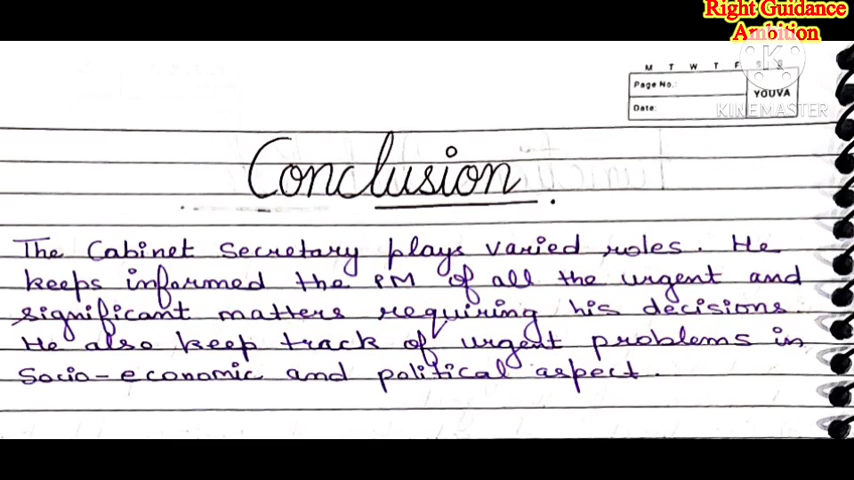 Right Guidance
Ambition
M T W T F S S
Page No.:
YOUVA
Date:
KINEMASTER
Conclusion
The Cabinet Secretary plays varied roles. He
keeps informed the PM of all the urgent and
significant matters requiring his decisions.
He also keep track of urgent problems in
Socio-economic and political aspect.